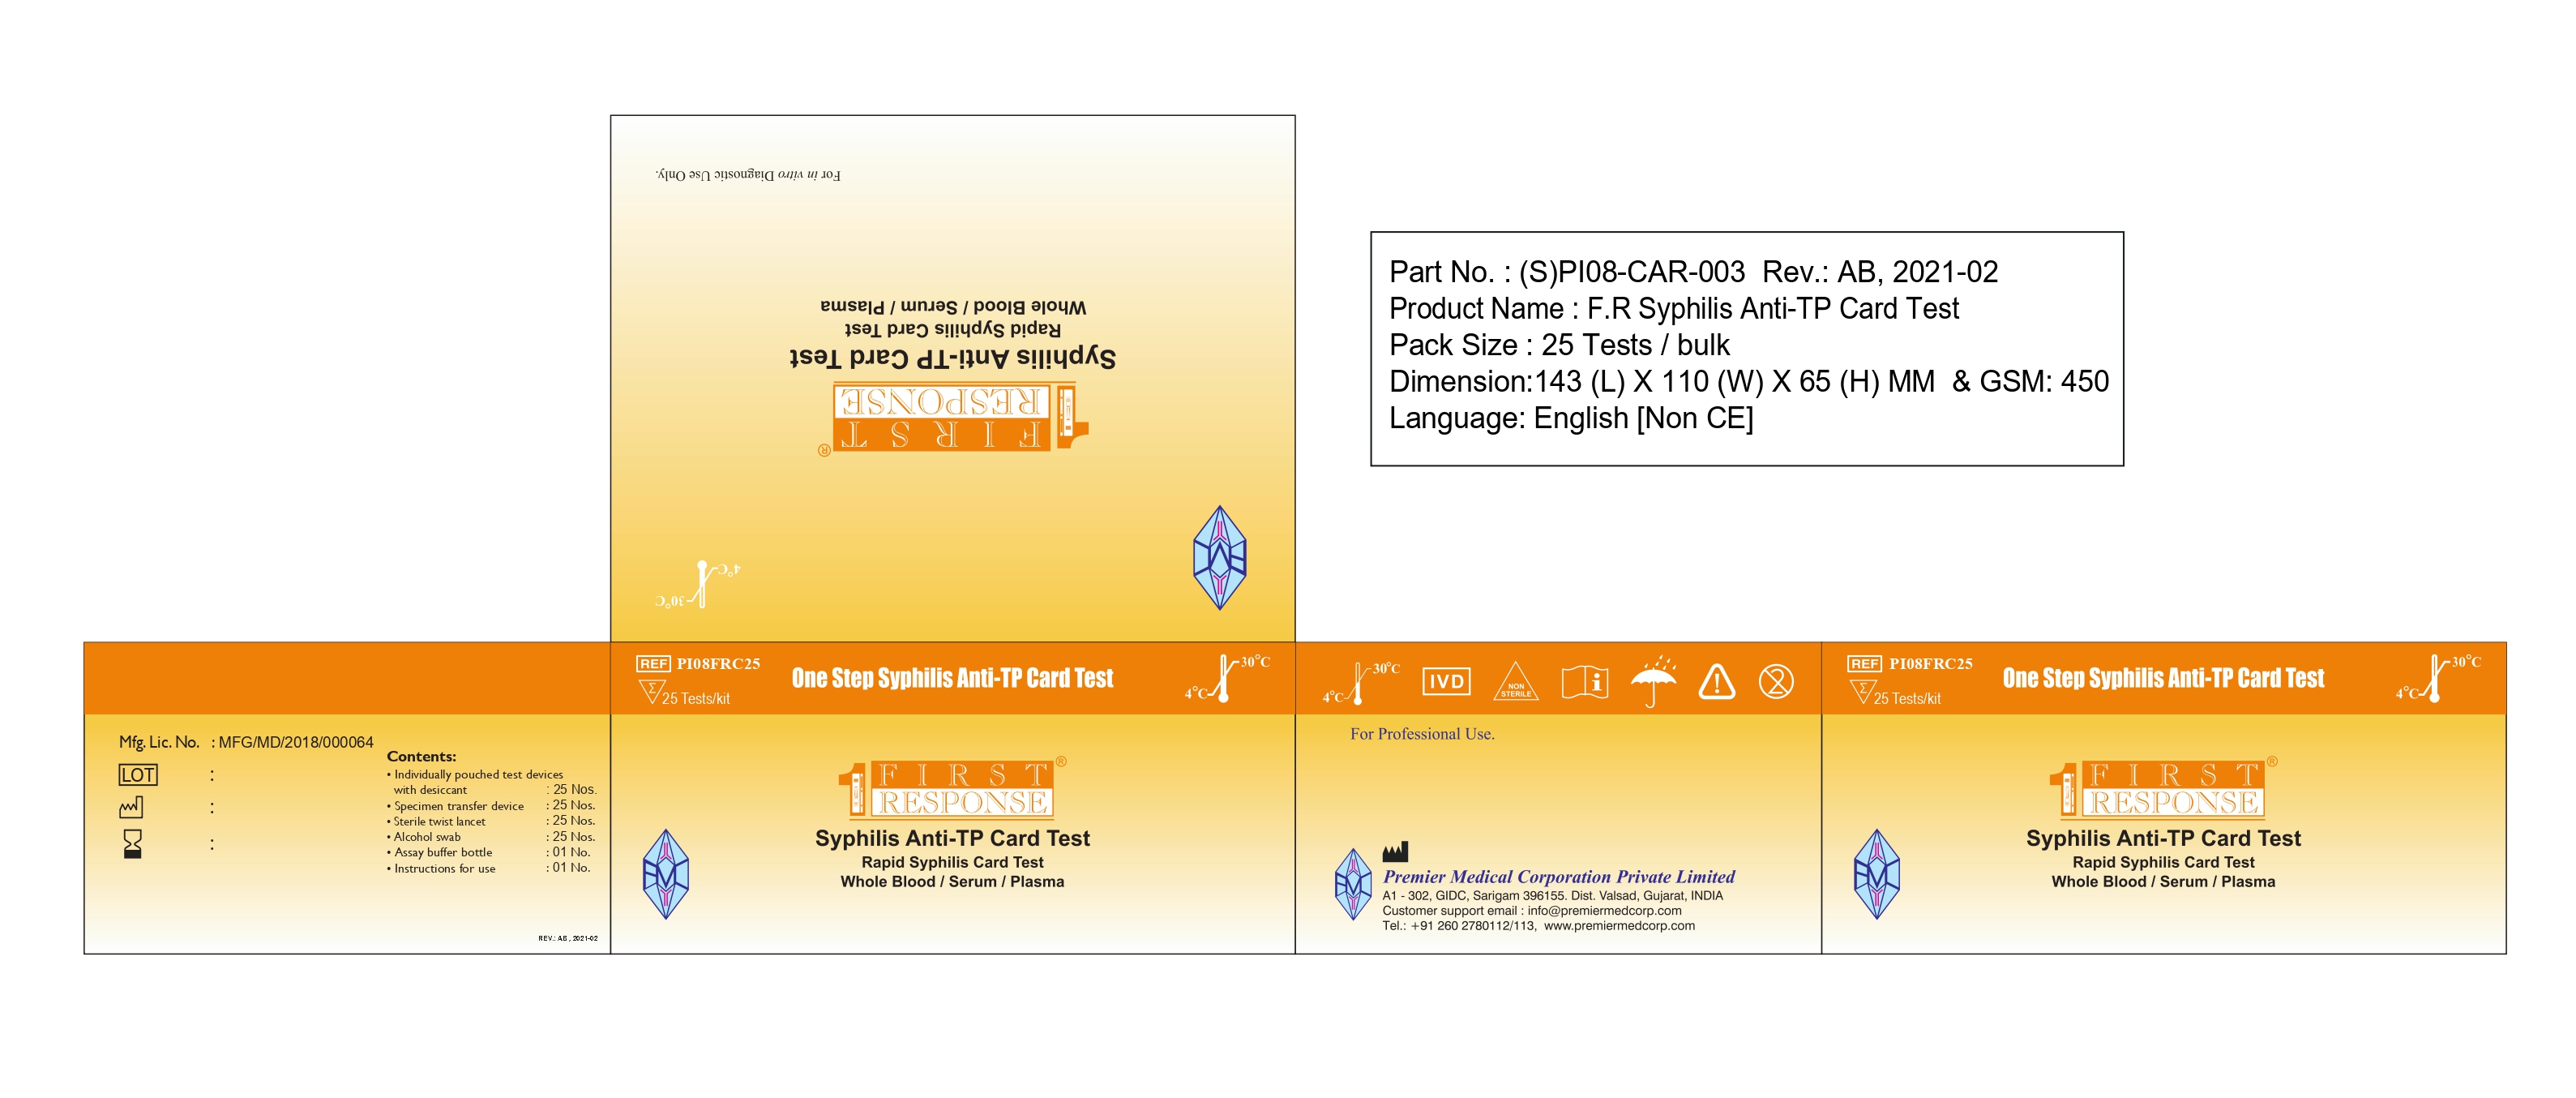 For in vitro Diagnostic Use Only.
Whole Blood / Serum / Plasma
Rapid Syphilis Card Test
Syphilis Anti-TP Card Test
FIRST
RESPONSE
®
4°C
30°C
Part No. : (S)PI08-CAR-003 Rev.: AB, 2021-02
Product Name : F.R Syphilis Anti-TP Card Test
Pack Size : 25 Tests / bulk
Dimension:143 (L) X 110 (W) X 65 (H) MM & GSM: 450
Language: English [Non CE]
Mfg. Lic. No. : MFG/MD/2018/000064
LOT :
:
:
Contents:
• Individually pouched test devices
with desiccant : 25 Nos.
• Specimen transfer device : 25 Nos.
• Sterile twist lancet : 25 Nos.
• Alcohol swab : 25 Nos.
• Assay buffer bottle : 01 No.
• Instructions for use : 01 No.
REV.: AB, 2021-02
REF PI08FRC25
Σ 25 Tests/kit
One Step Syphilis Anti-TP Card Test
30°C
4°C
1 FIRST ®
RESPONSE
Syphilis Anti-TP Card Test
Rapid Syphilis Card Test
Whole Blood / Serum / Plasma
30°C
4°C
IVD
NON
STERILE
i
!
2
For Professional Use.
Premier Medical Corporation Private Limited
A1 - 302, GIDC, Sarigam 396155. Dist. Valsad, Gujarat, INDIA
Customer support email : info@premiermedcorp.com
Tel.: +91 260 2780112/113, www.premiermedcorp.com
REF PI08FRC25
Σ 25 Tests/kit
One Step Syphilis Anti-TP Card Test
30°C
4°C
1 FIRST ®
RESPONSE
Syphilis Anti-TP Card Test
Rapid Syphilis Card Test
Whole Blood / Serum / Plasma